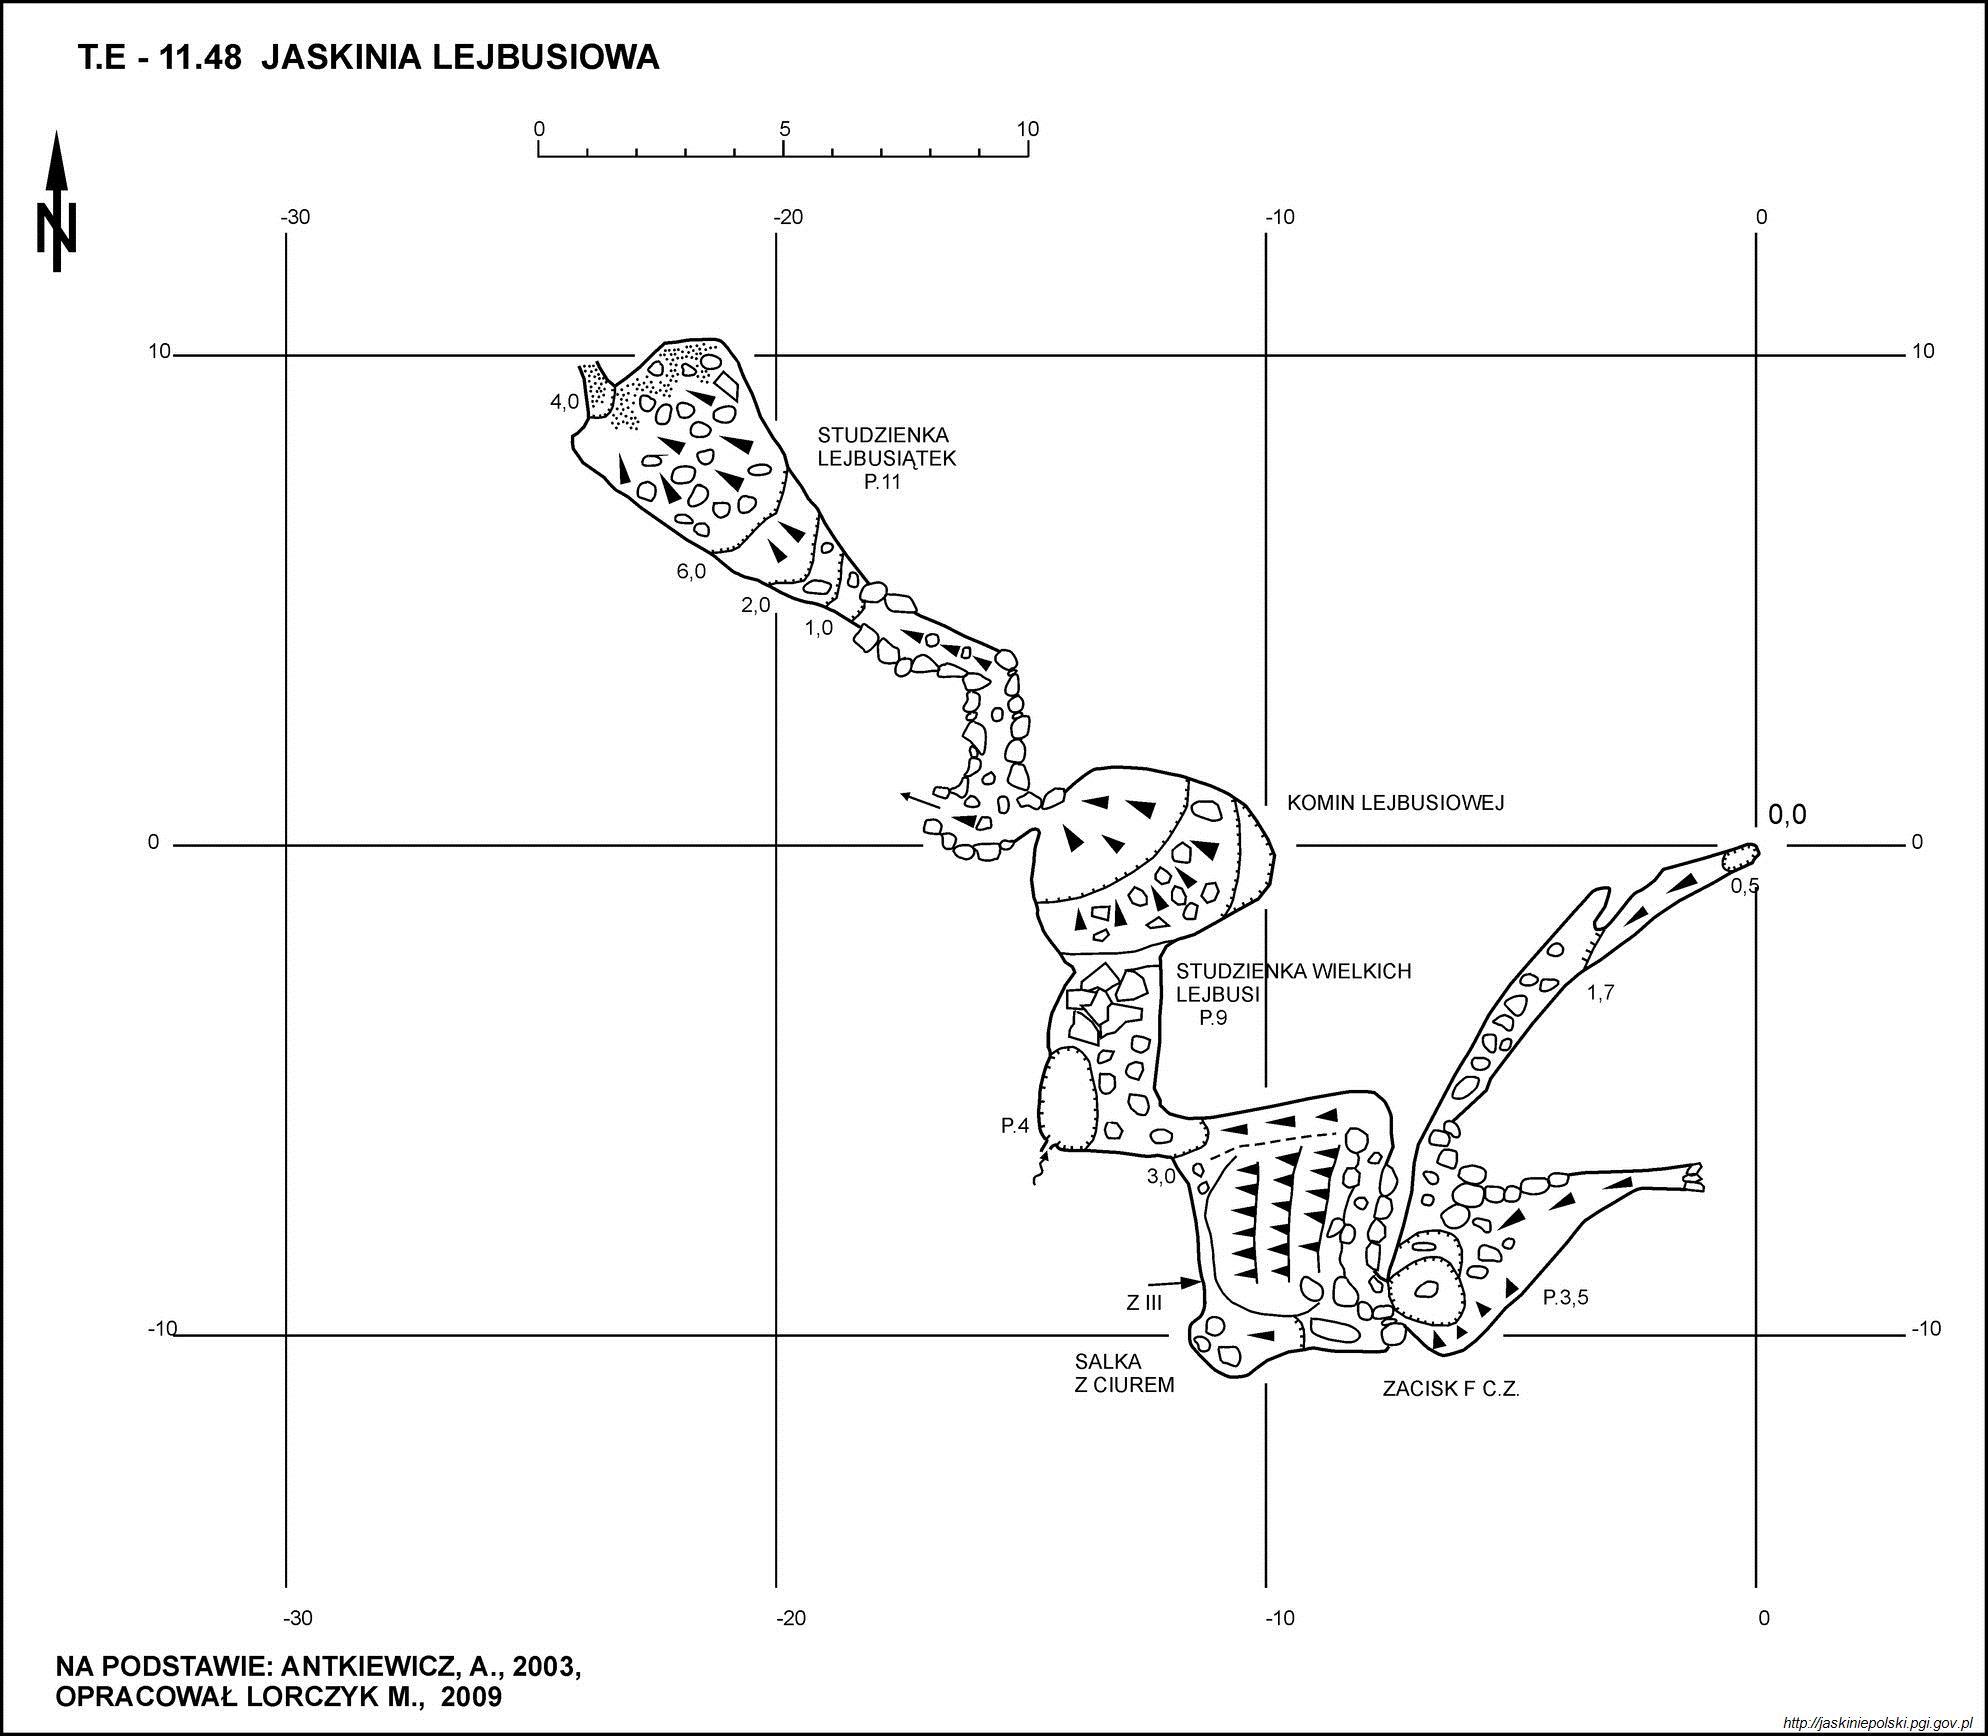 T.E - 11.48 JASKINIA LEJBUSIOWA
0 5 10
N
-30 -20 -10 0
10 10
4,0
STUDZIENKA
LEJBUSIĄTEK
P.11
6,0
2,0
1,0
KOMIN LEJBUSIOWEJ
0,0
0 0
0,5
STUDZIENKA WIELKICH
LEJBUSI
P.9
1,7
P.4
3,0
Z III
P.3,5
-10 -10
SALKA
Z CIUREM
ZACISK F C.Z.
-30 -20 -10 0
NA PODSTAWIE: ANTKIEWICZ, A., 2003,
OPRACOWAŁ LORCZYK M., 2009
http://jaskiniepolski.pgi.gov.pl